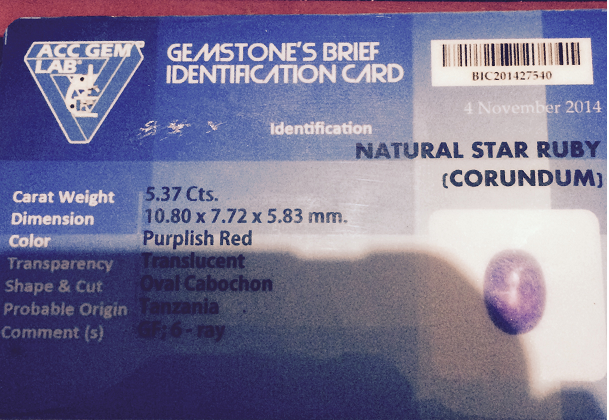 ACC GEM
LAB
GEMSTONE'S BRIEF
IDENTIFICATION CARD
BIC201427540
4 November 2014
Identification
NATURAL STAR RUBY
(CORUNDUM)
Carat Weight 5.37 Cts.
Dimension 10.80 x 7.72 x 5.83 mm.
Color Purplish Red
Transparency Translucent
Shape & Cut Oval Cabochon
Probable Origin Tanzania
Comment (s) GF; 6 - ray